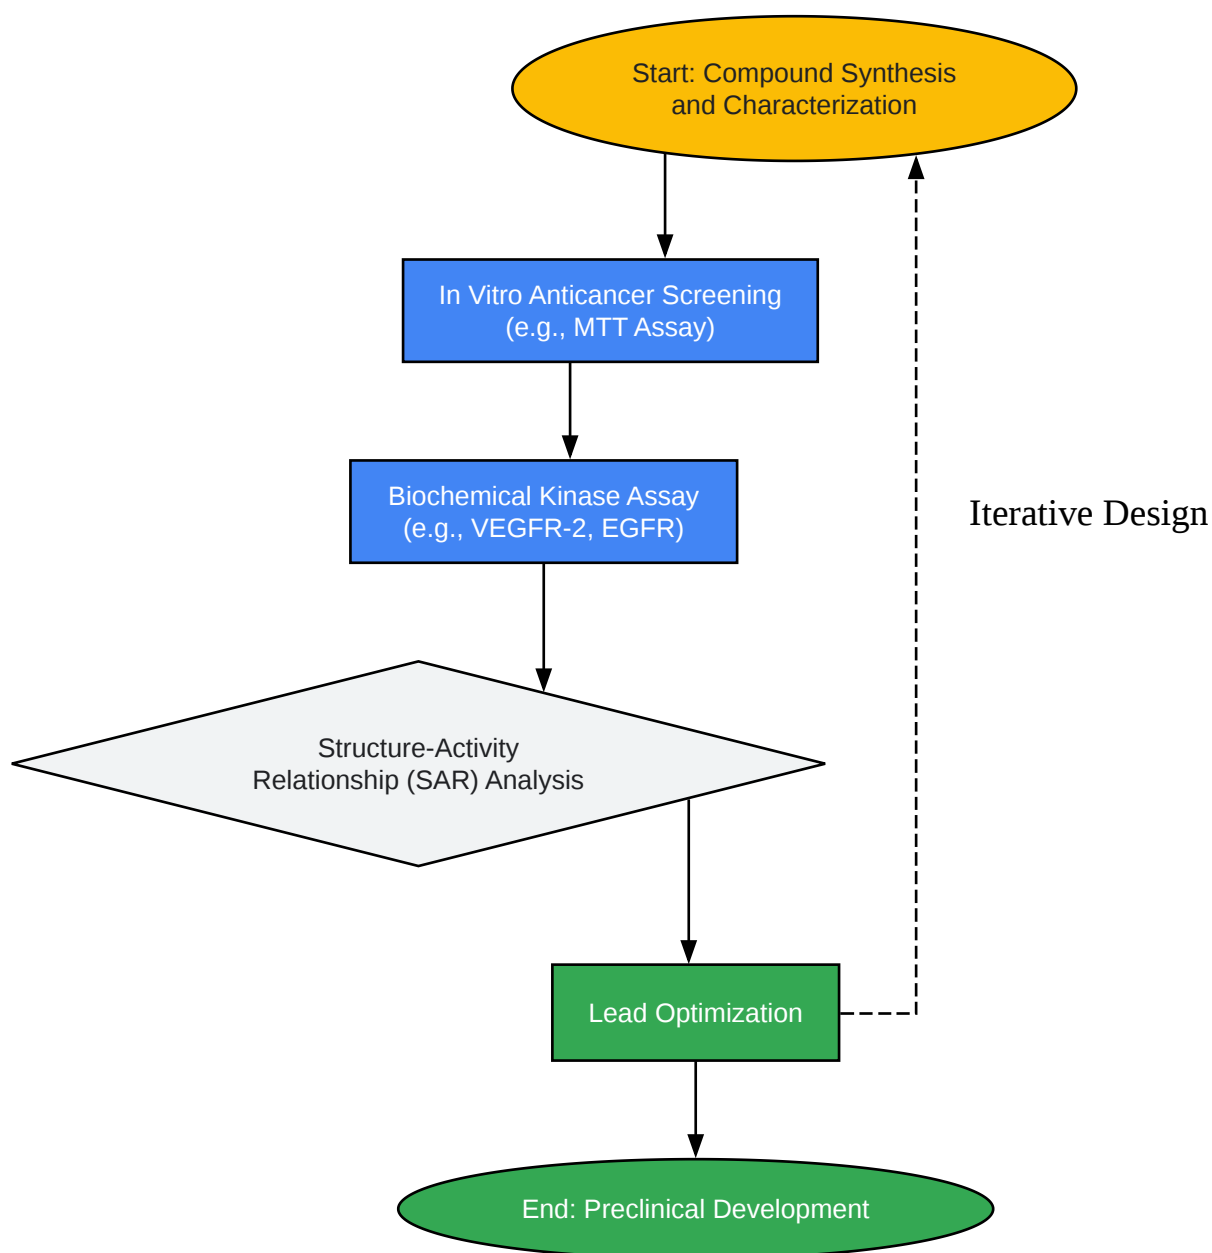 Start: Compound Synthesis
and Characterization
In Vitro Anticancer Screening
(e.g., MTT Assay)
Biochemical Kinase Assay
(e.g., VEGFR-2, EGFR)
Iterative Design
Structure-Activity
Relationship (SAR) Analysis
Lead Optimization
End: Preclinical Development